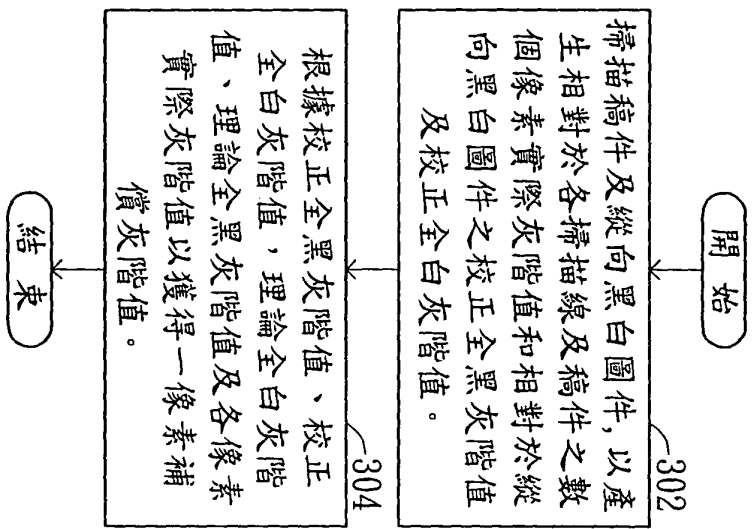 開始
302
掃描稿件及縱向黑白圖件,以產
生相對於各掃描線及稿件之數
個像素實際灰階值和相對於縱
向黑白圖件之校正全黑灰階值
及校正全白灰階值。
304
根據校正全黑灰階值、校正
全白灰階值,理論全白灰階
值、理論全黑灰階值及各像素
實際灰階值以獲得一像素補
償灰階值。
結束